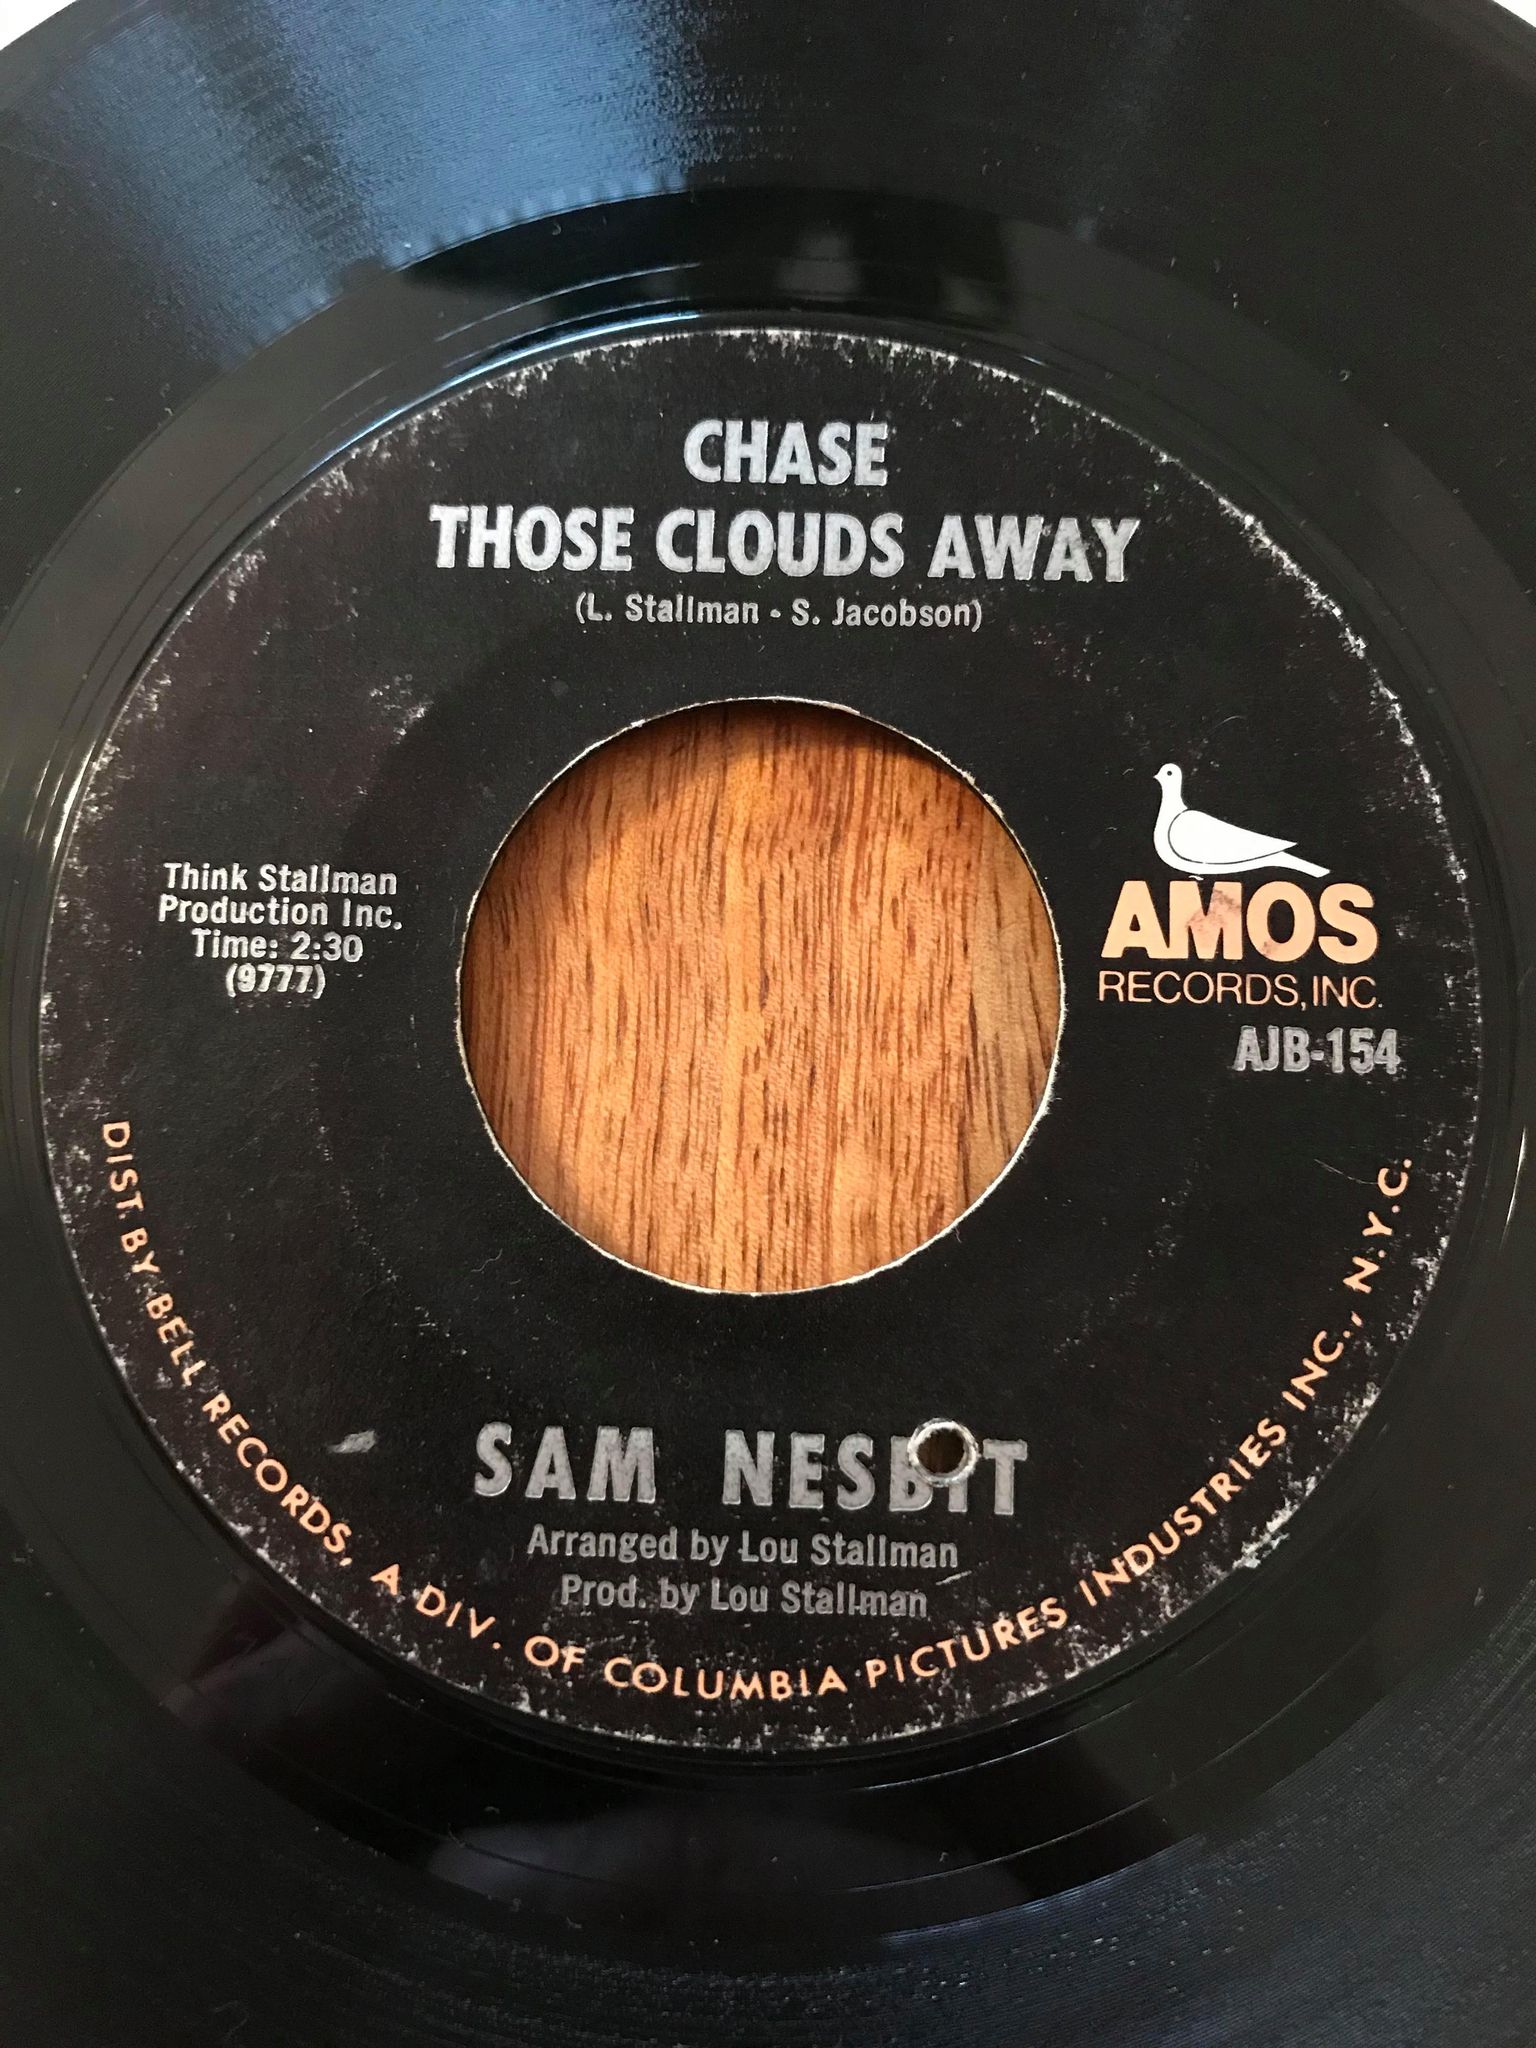 CHASE
THOSE CLOUDS AWAY
(L. Stallman - S. Jacobson)
Think Stallman
Production Inc.
Time: 2:30
(9777)
AMOS
RECORDS, INC.
AJB-154
SAM NESBIT
Arranged by Lou Stallman
Prod. by Lou Stallman
DIST. BY BELL RECORDS, A DIV. OF COLUMBIA PICTURES INDUSTRIES INC., N.Y.C.